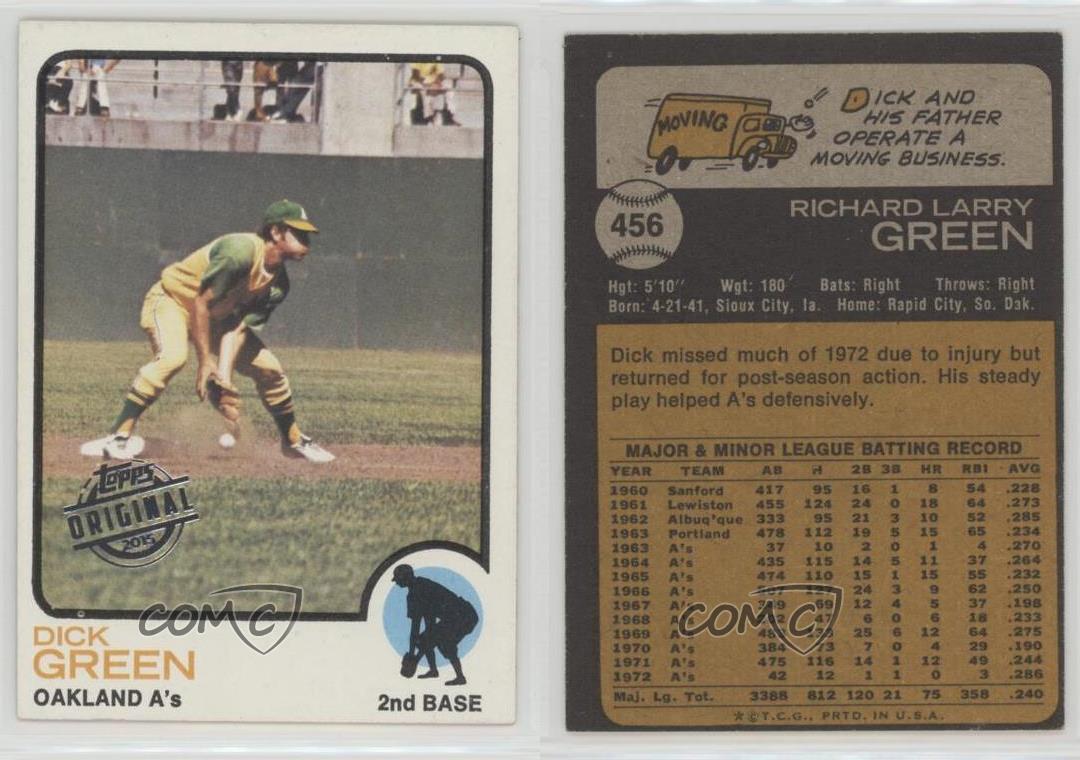 Topps
ORIGINAL
2015
DICK
GREEN
OAKLAND A's
2nd BASE
COMC
MOVING
DICK AND
HIS FATHER
OPERATE A
MOVING BUSINESS.
456
RICHARD LARRY
GREEN
Hgt: 5'10" Wgt: 180 Bats: Right Throws: Right
Born: 4-21-41, Sioux City, Ia. Home: Rapid City, So. Dak.
Dick missed much of 1972 due to injury but
returned for post-season action. His steady
play helped A's defensively.
MAJOR & MINOR LEAGUE BATTING RECORD
YEAR TEAM AB H 2B 3B HR RBI AVG
1960 Sanford 417 95 16 1 8 54 .228
1961 Lewiston 455 124 24 0 18 64 .273
1962 Albuq'que 333 95 21 3 10 52 .285
1963 Portland 478 112 19 5 15 65 .234
1963 A's 37 10 2 0 1 4 .270
1964 A's 435 115 14 5 11 37 .264
1965 A's 474 110 15 1 15 55 .232
1966 A's 24 3 9 62 .250
1967 A's 69 12 4 5 37 .198
1968 A's 47 6 0 6 18 .233
1969 A's 25 6 12 64 .275
1970 A's 384 73 7 0 4 29 .190
1971 A's 475 116 14 1 12 49 .244
1972 A's 42 12 1 1 0 3 .286
Maj. Lg. Tot. 3388 812 120 21 75 358 .240
★©T.C.G., PRTD. IN U.S.A.
COMC